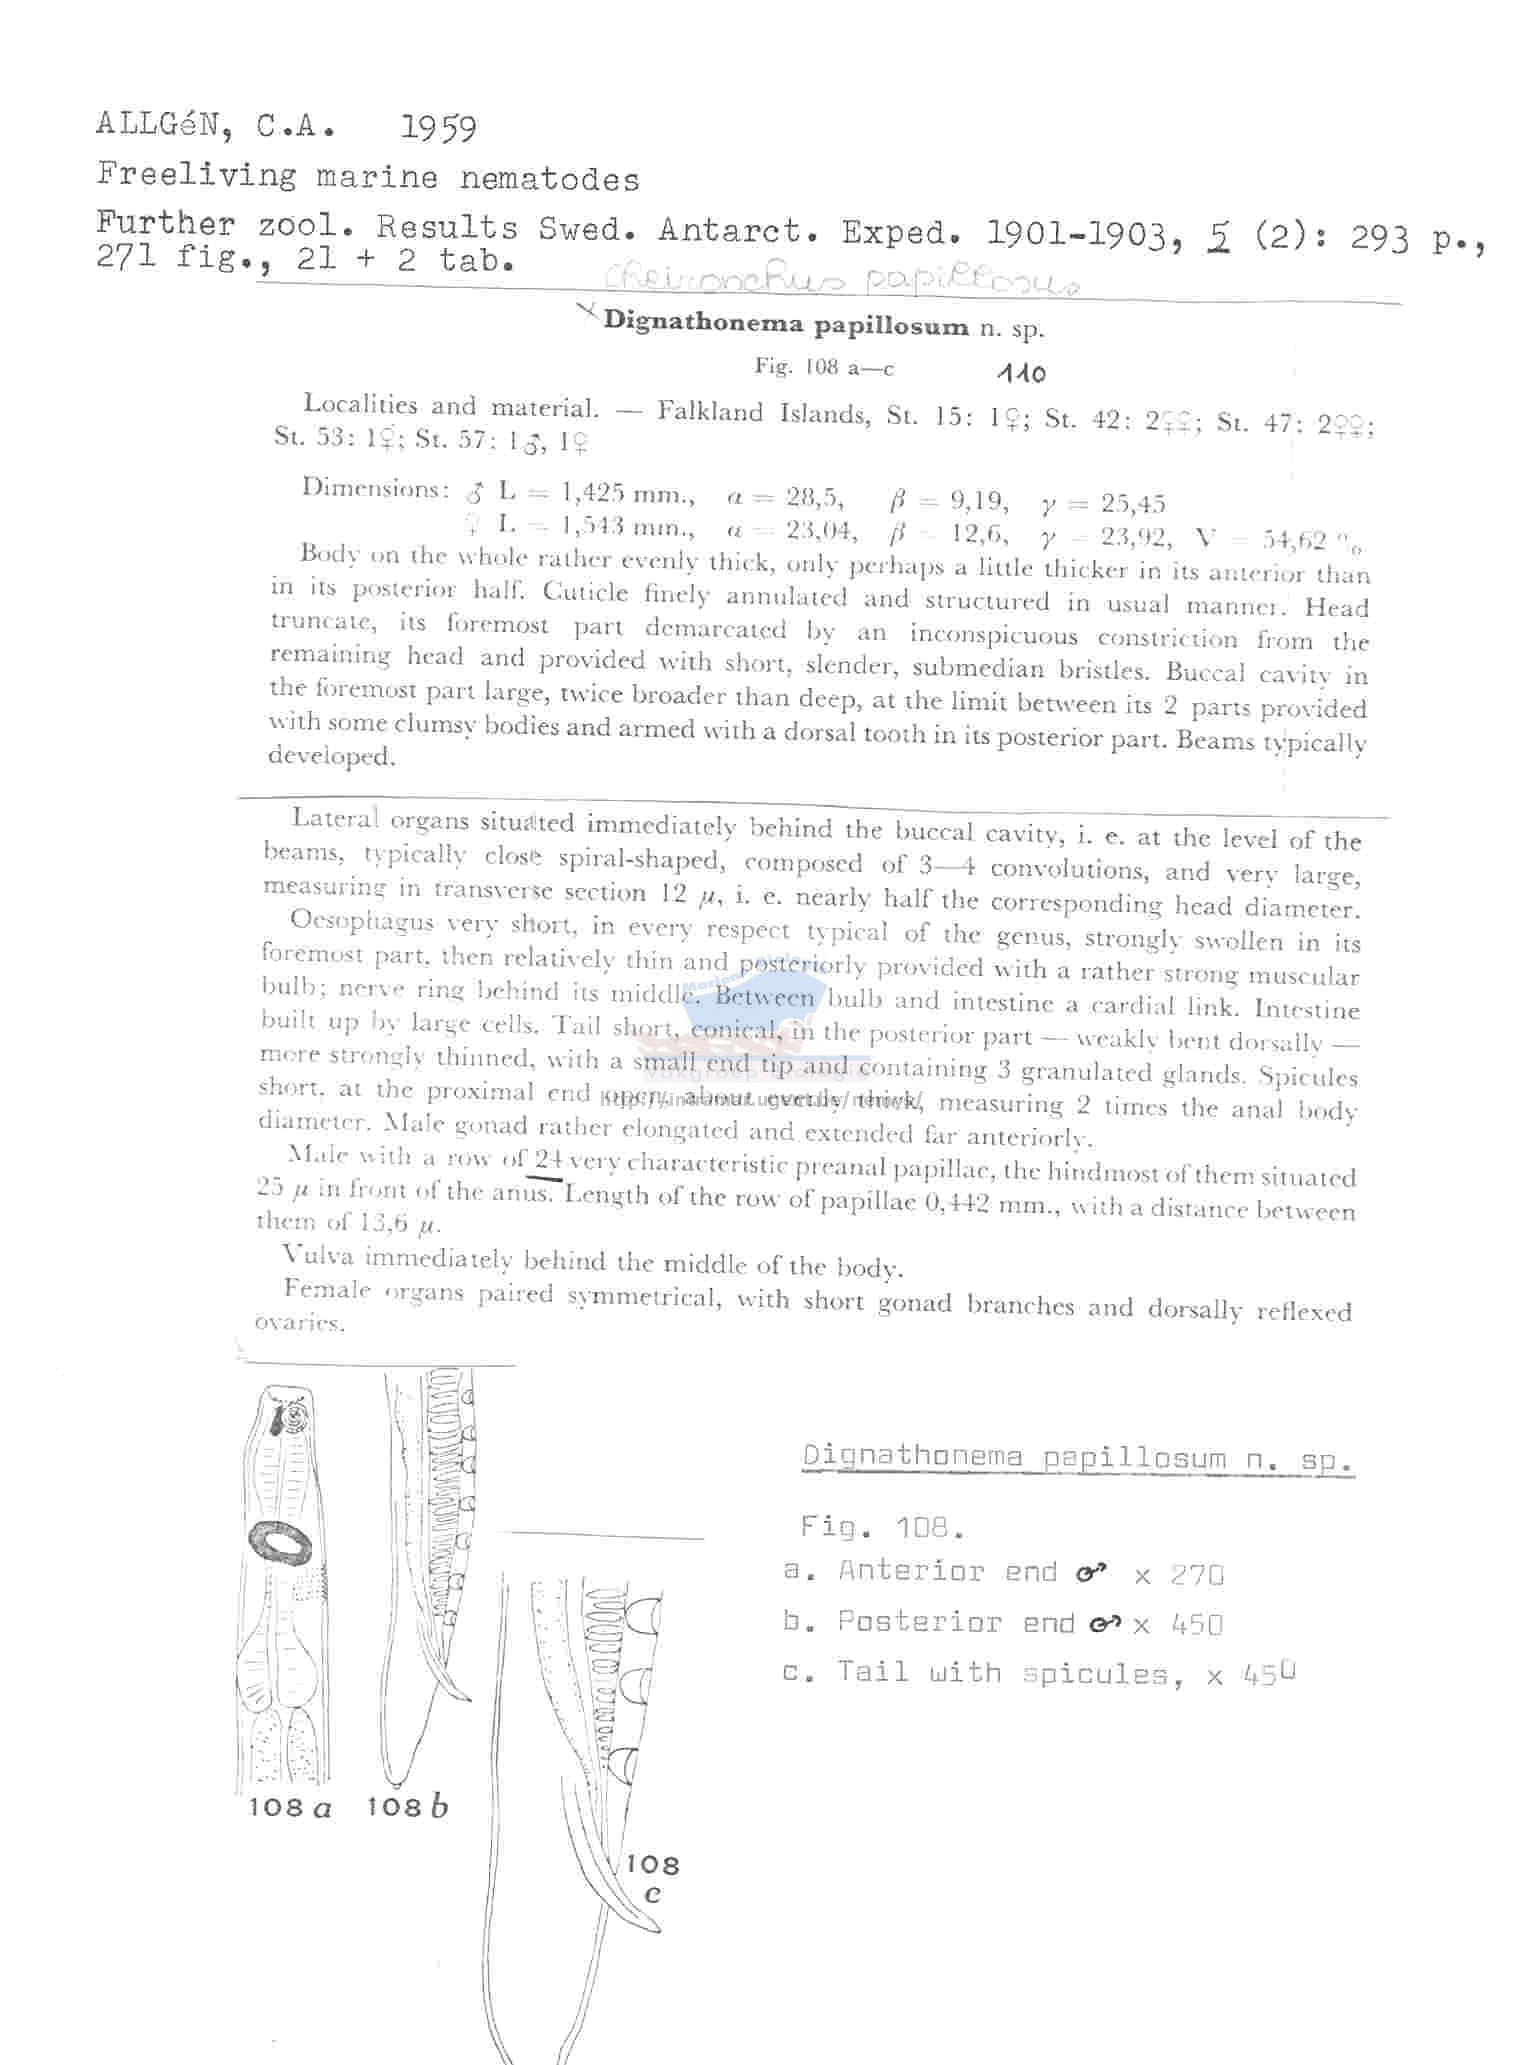 ALLGéN, C.A. 1959
Freeliving marine nematodes
Further zool. Results Swed. Antarct. Exped. 1901-1903, 5 (2): 293 p.,
271 fig., 21 + 2 tab.
Cheironchus papillosus
Dignathonema papillosum n. sp.
Fig. 108 a—c 110
Localities and material. — Falkland Islands, St. 15: 1♀; St. 42: 2♀♀; St. 47: 2♀♀;
St. 53: 1♀; St. 57: 1♂, 1♀
Dimensions: ♂ L = 1,425 mm., α = 28,5, β = 9,19, γ = 25,45
♀ L = 1,543 mm., α = 23,04, β = 12,6, γ = 23,92, V = 54,62 %
Body on the whole rather evenly thick, only perhaps a little thicker in its anterior than
in its posterior half. Cuticle finely annulated and structured in usual manner. Head
truncate, its foremost part demarcated by an inconspicuous constriction from the
remaining head and provided with short, slender, submedian bristles. Buccal cavity in
the foremost part large, twice broader than deep, at the limit between its 2 parts provided
with some clumsy bodies and armed with a dorsal tooth in its posterior part. Beams typically
developed.
Lateral organs situated immediately behind the buccal cavity, i. e. at the level of the
beams, typically close spiral-shaped, composed of 3—4 convolutions, and very large,
measuring in transverse section 12 μ, i. e. nearly half the corresponding head diameter.
Oesophagus very short, in every respect typical of the genus, strongly swollen in its
foremost part, then relatively thin and posteriorly provided with a rather strong muscular
bulb; nerve ring behind its middle. Between bulb and intestine a cardial link. Intestine
built up by large cells. Tail short, conical, in the posterior part — weakly bent dorsally —
more strongly thinned, with a small end tip and containing 3 granulated glands. Spicules
short, at the proximal end open, about evenly thick, measuring 2 times the anal body
diameter. Male gonad rather elongated and extended far anteriorly.
Male with a row of 24 very characteristic preanal papillae, the hindmost of them situated
25 μ in front of the anus. Length of the row of papillae 0,442 mm., with a distance between
them of 13,6 μ.
Vulva immediately behind the middle of the body.
Female organs paired symmetrical, with short gonad branches and dorsally reflexed
ovaries.
Dignathonema papillosum n. sp.
Fig. 108.
a. Anterior end ♂ x 270
b. Posterior end ♂ x 450
c. Tail with spicules, x 450
108 a 108 b
108
c